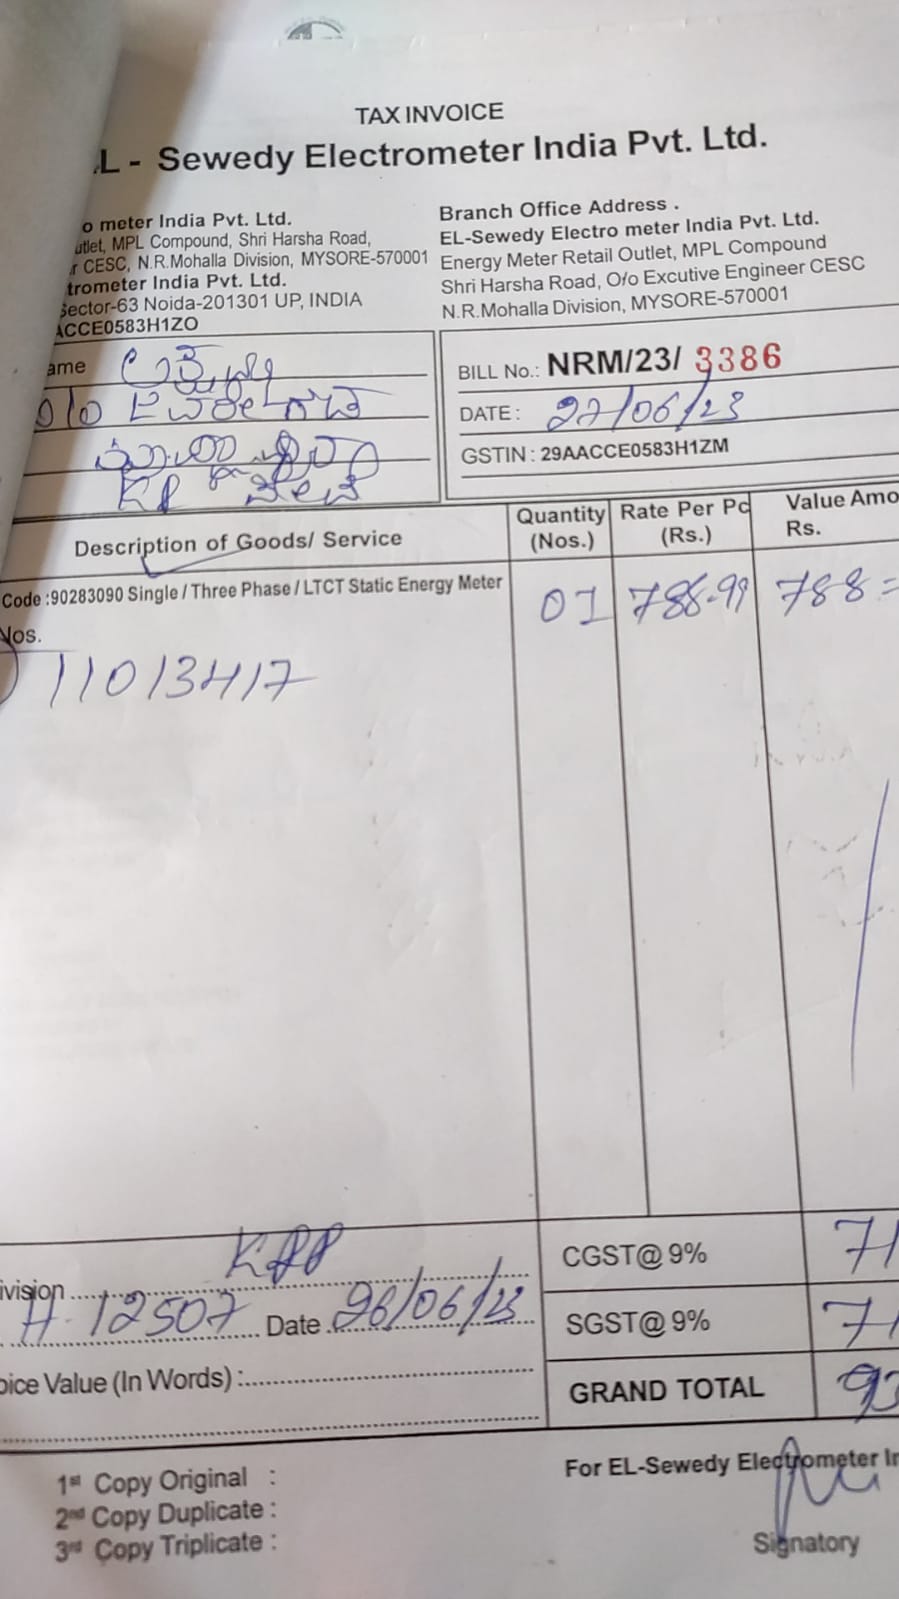 TAX INVOICE
L - Sewedy Electrometer India Pvt. Ltd.
o meter India Pvt. Ltd.
utlet, MPL Compound, Shri Harsha Road,
r CESC, N.R.Mohalla Division, MYSORE-570001
trometer India Pvt. Ltd.
Sector-63 Noida-201301 UP, INDIA
ACCE0583H1ZO
Branch Office Address .
EL-Sewedy Electro meter India Pvt. Ltd.
Energy Meter Retail Outlet, MPL Compound
Shri Harsha Road, O/o Excutive Engineer CESC
N.R.Mohalla Division, MYSORE-570001
ame
S/o
BILL No.: NRM/23/ 3386
DATE : 27/06/23
GSTIN : 29AACCE0583H1ZM
Description of Goods/ Service
Quantity (Nos.)
Rate Per Pc (Rs.)
Value Amo Rs.
Code :90283090 Single / Three Phase / LTCT Static Energy Meter 01 788-99 788=
Nos.
11013417
ivision KPP
H-12507 Date 26/06/23
oice Value (In Words) :
CGST@ 9% 71
SGST@ 9% 71
GRAND TOTAL 93
1st Copy Original :
2nd Copy Duplicate :
3rd Copy Triplicate :
For EL-Sewedy Electrometer In
Signatory